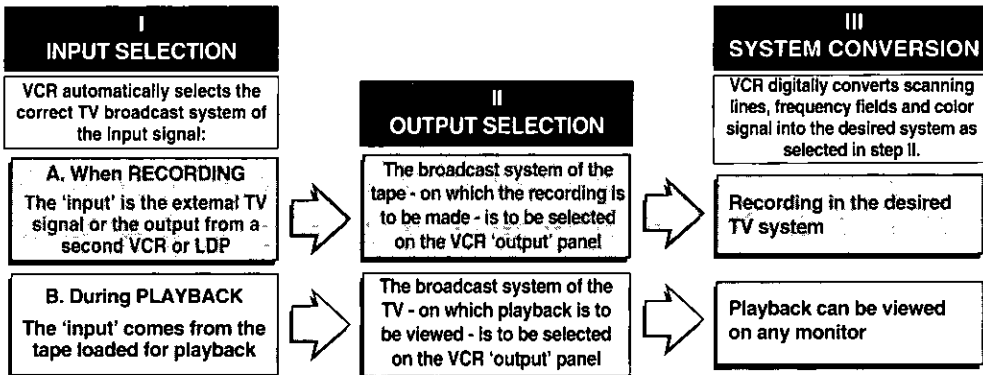 I
INPUT SELECTION
VCR automatically selects the
correct TV broadcast system of
the input signal:
A. When RECORDING
The 'input' is the external TV
signal or the output from a
second VCR or LDP
B. During PLAYBACK
The 'input' comes from the
tape loaded for playback
II
OUTPUT SELECTION
The broadcast system of the
tape - on which the recording is
to be made - is to be selected
on the VCR 'output' panel
The broadcast system of the
TV - on which playback is to
be viewed - is to be selected
on the VCR 'output' panel
III
SYSTEM CONVERSION
VCR digitally converts scanning
lines, frequency fields and color
signal into the desired system as
selected in step II.
Recording in the desired
TV system
Playback can be viewed
on any monitor